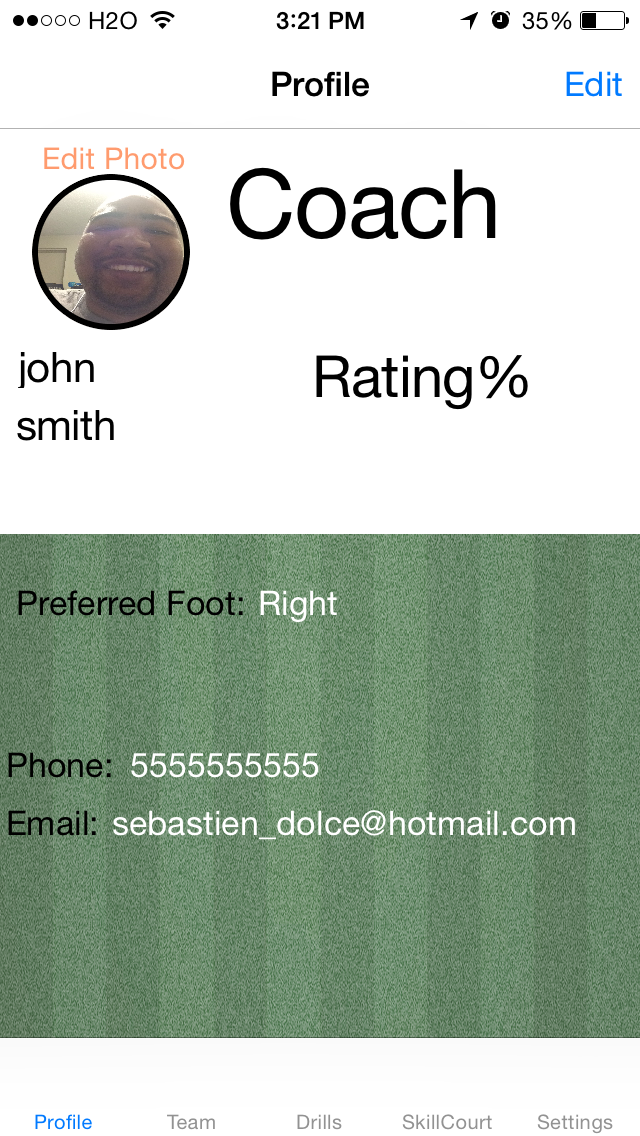 H2O 3:21 PM 35%
Profile Edit
Edit Photo
Coach
john
Rating%
smith
Preferred Foot: Right
Phone: 5555555555
Email: sebastien_dolce@hotmail.com
Profile Team Drills SkillCourt Settings